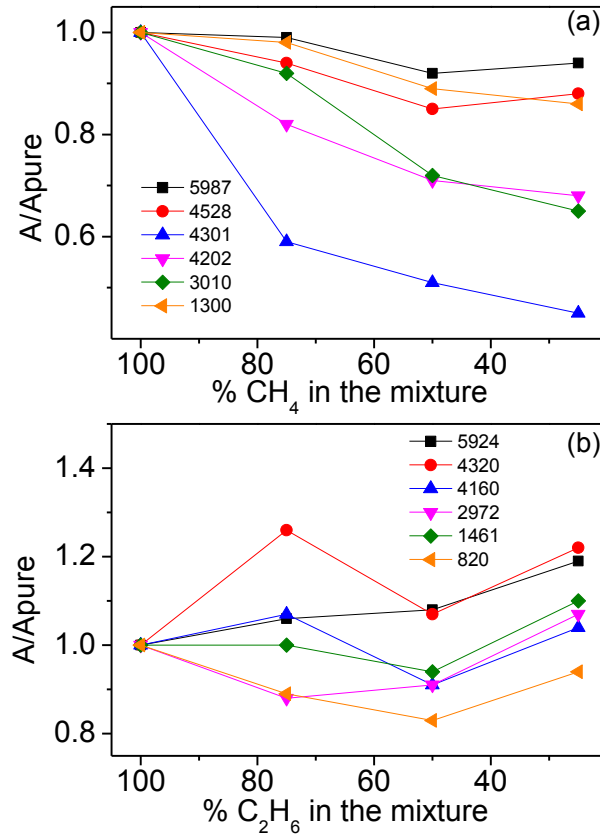 (a)
1.0
0.8
0.6
A/Apure
5987
4528
4301
4202
3010
1300
100 80 60 40
% CH₄ in the mixture
(b)
1.4
1.2
1.0
0.8
A/Apure
5924
4320
4160
2972
1461
820
100 80 60 40
% C₂H₆ in the mixture